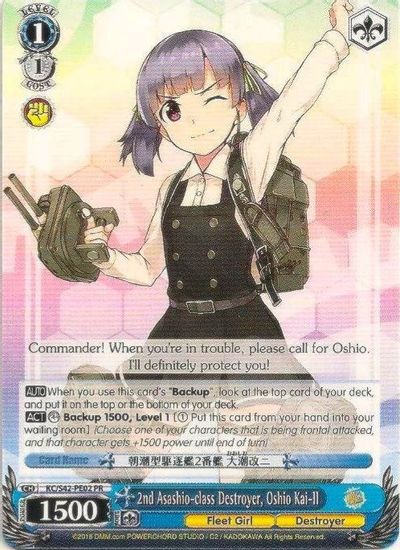 LEVEL
1
1
COST
Commander! When you're in trouble, please call for Oshio.
I'll definitely protect you!
AUTO When you use this card's "Backup", look at the top card of your deck,
and put it on the top or the bottom of your deck.
ACT Backup 1500, Level 1 [① Put this card from your hand into your
waiting room] (Choose one of your characters that is being frontal attacked,
and that character gets +1500 power until end of turn)
Card Name 朝潮型駆逐艦2番艦 大潮改二
CH KC/S42-PE02 PR
1500
2nd Asashio-class Destroyer, Oshio Kai-II
Fleet Girl Destroyer
©2018 DMM.com POWERCHORD STUDIO / C2 / KADOKAWA All Rights Reserved.